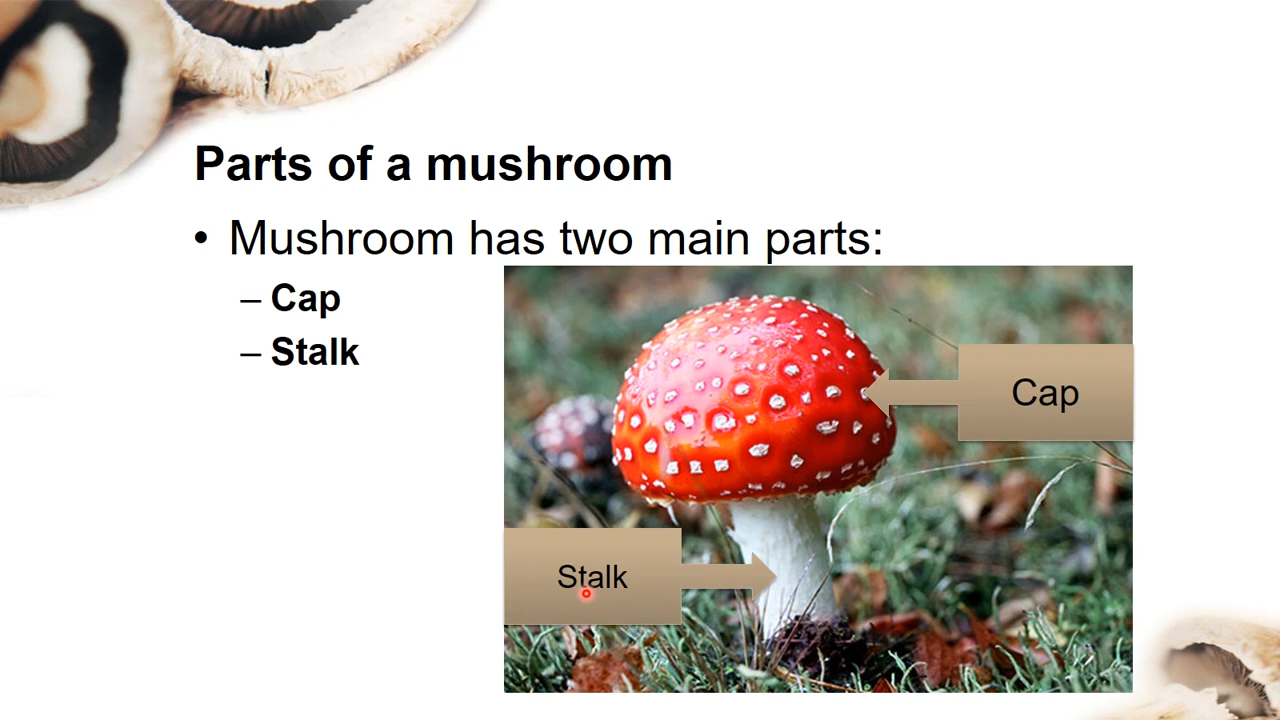 Parts of a mushroom
• Mushroom has two main parts:
– Cap
– Stalk
Cap
Stalk